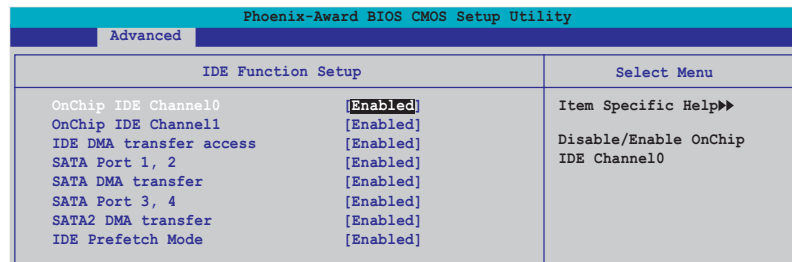 Phoenix-Award BIOS CMOS Setup Utility
Advanced
IDE Function Setup
Select Menu
OnChip IDE Channel0 [Enabled]
OnChip IDE Channel1 [Enabled]
IDE DMA transfer access [Enabled]
SATA Port 1, 2 [Enabled]
SATA DMA transfer [Enabled]
SATA Port 3, 4 [Enabled]
SATA2 DMA transfer [Enabled]
IDE Prefetch Mode [Enabled]
Item Specific Help▶▶
Disable/Enable OnChip
IDE Channel0